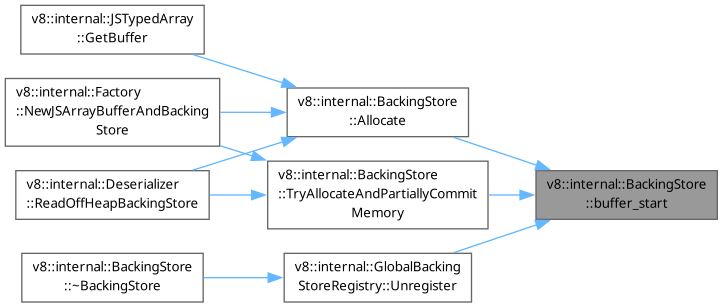 v8::internal::JSTypedArray
::GetBuffer
v8::internal::Factory
::NewJSArrayBufferAndBacking
Store
v8::internal::BackingStore
::Allocate
v8::internal::Deserializer
::ReadOffHeapBackingStore
v8::internal::BackingStore
::TryAllocateAndPartiallyCommit
Memory
v8::internal::BackingStore
::buffer_start
v8::internal::BackingStore
::~BackingStore
v8::internal::GlobalBacking
StoreRegistry::Unregister